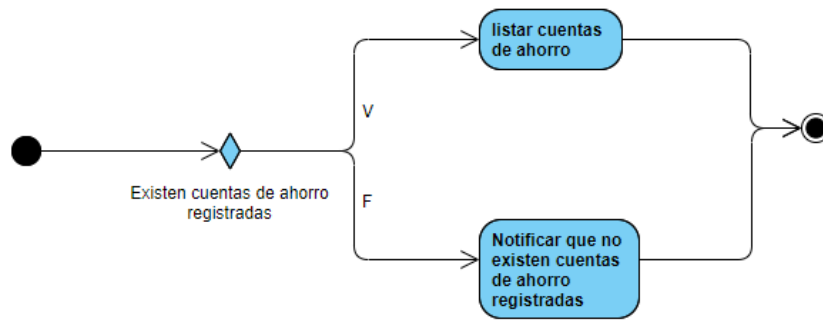 listar cuentas
de ahorro
V
Existen cuentas de ahorro
registradas
F
Notificar que no
existen cuentas
de ahorro
registradas